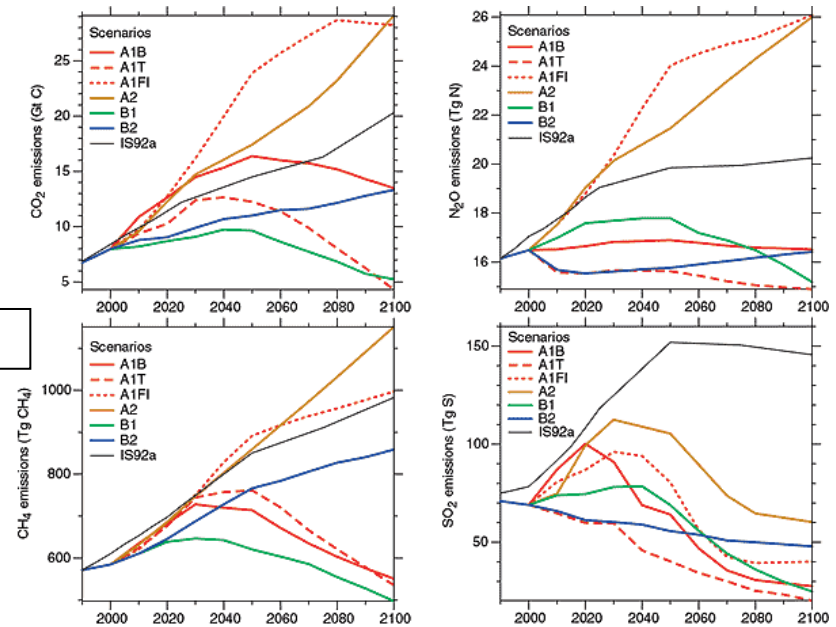 Scenarios
A1B
A1T
A1FI
A2
B1
B2
IS92a
CO2 emissions (Gt C)
25
20
15
10
5
2000 2020 2040 2060 2080 2100
Scenarios
A1B
A1T
A1FI
A2
B1
B2
IS92a
N2O emissions (Tg N)
26
24
22
20
18
16
2000 2020 2040 2060 2080 2100
Scenarios
A1B
A1T
A1FI
A2
B1
B2
IS92a
CH4 emissions (Tg CH4)
1000
800
600
2000 2020 2040 2060 2080 2100
Scenarios
A1B
A1T
A1FI
A2
B1
B2
IS92a
SO2 emissions (Tg S)
150
100
50
2000 2020 2040 2060 2080 2100